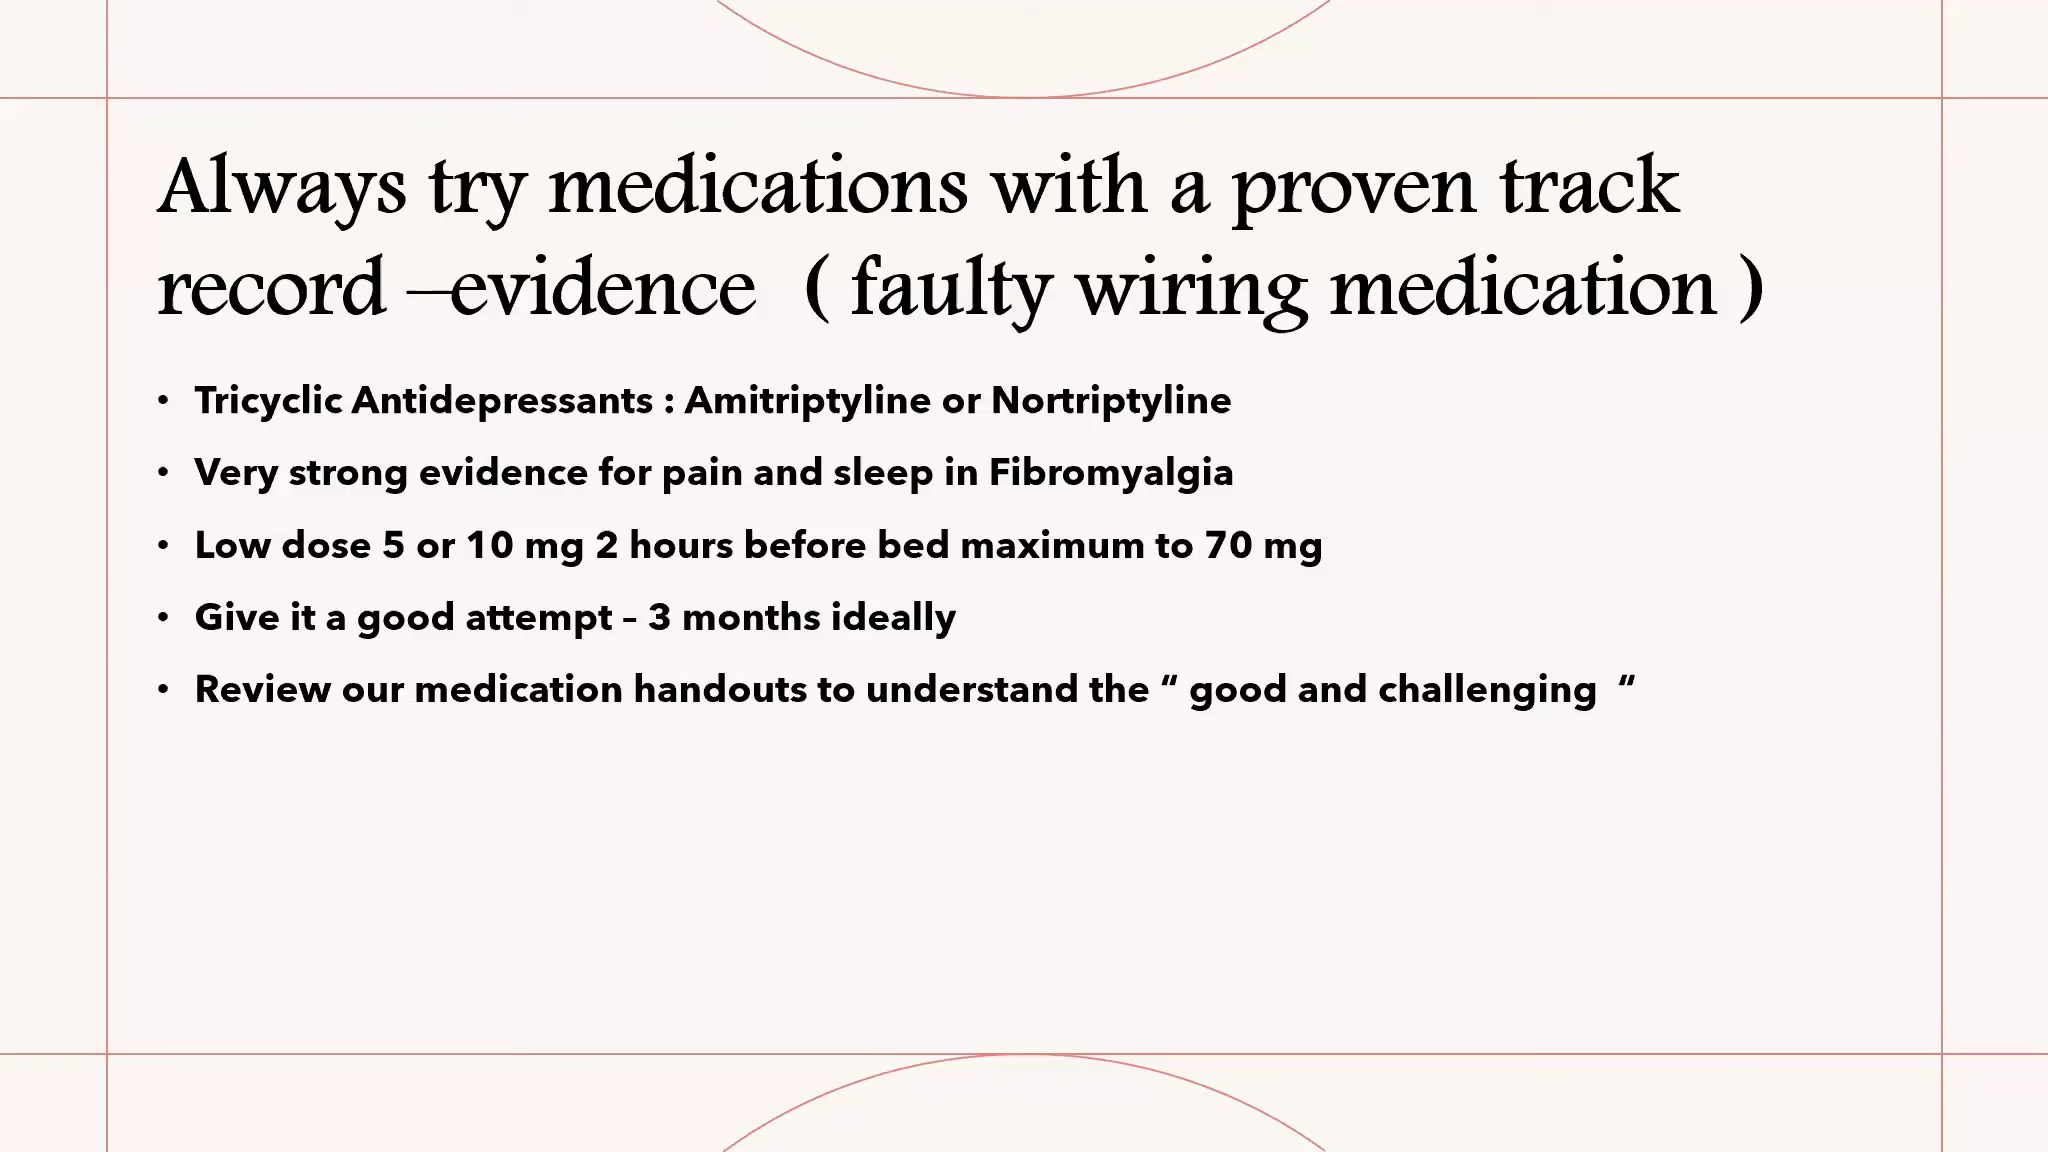 Always try medications with a proven track
record –evidence  ( faulty wiring medication )
• Tricyclic Antidepressants : Amitriptyline or Nortriptyline
• Very strong evidence for pain and sleep in Fibromyalgia
• Low dose 5 or 10 mg 2 hours before bed maximum to 70 mg
• Give it a good attempt – 3 months ideally
• Review our medication handouts to understand the “ good and challenging  “